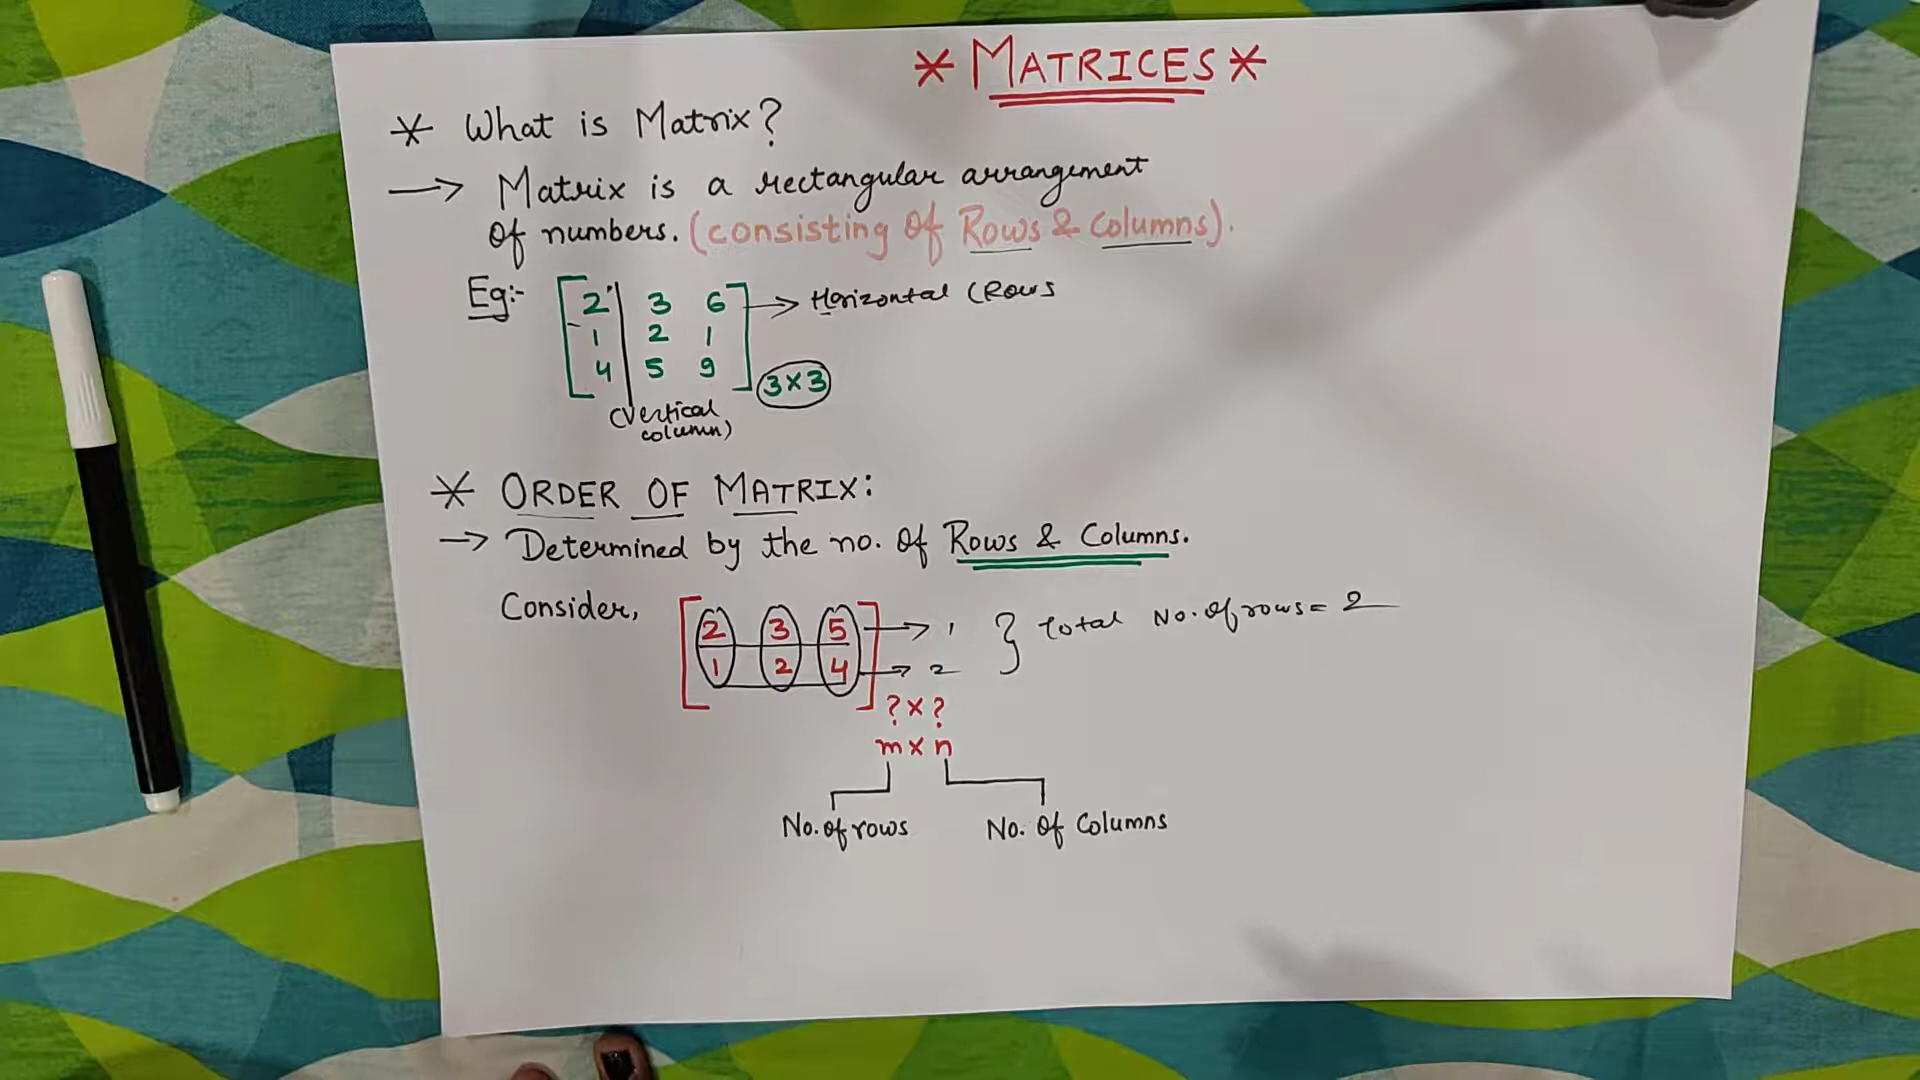 * MATRICES *
* What is Matrix?
→ Matrix is a rectangular arrangement
of numbers. (consisting of Rows & Columns).
Eg:- [2 3 6] → Horizontal (Rows
1 2 1
4 5 9
3×3
(Vertical
column)
* ORDER OF MATRIX:
→ Determined by the no. of Rows & Columns.
Consider, [2 3 5] → 1 } total No. of rows = 2
1 2 4 → 2
? × ?
m × n
No. of rows No. of Columns